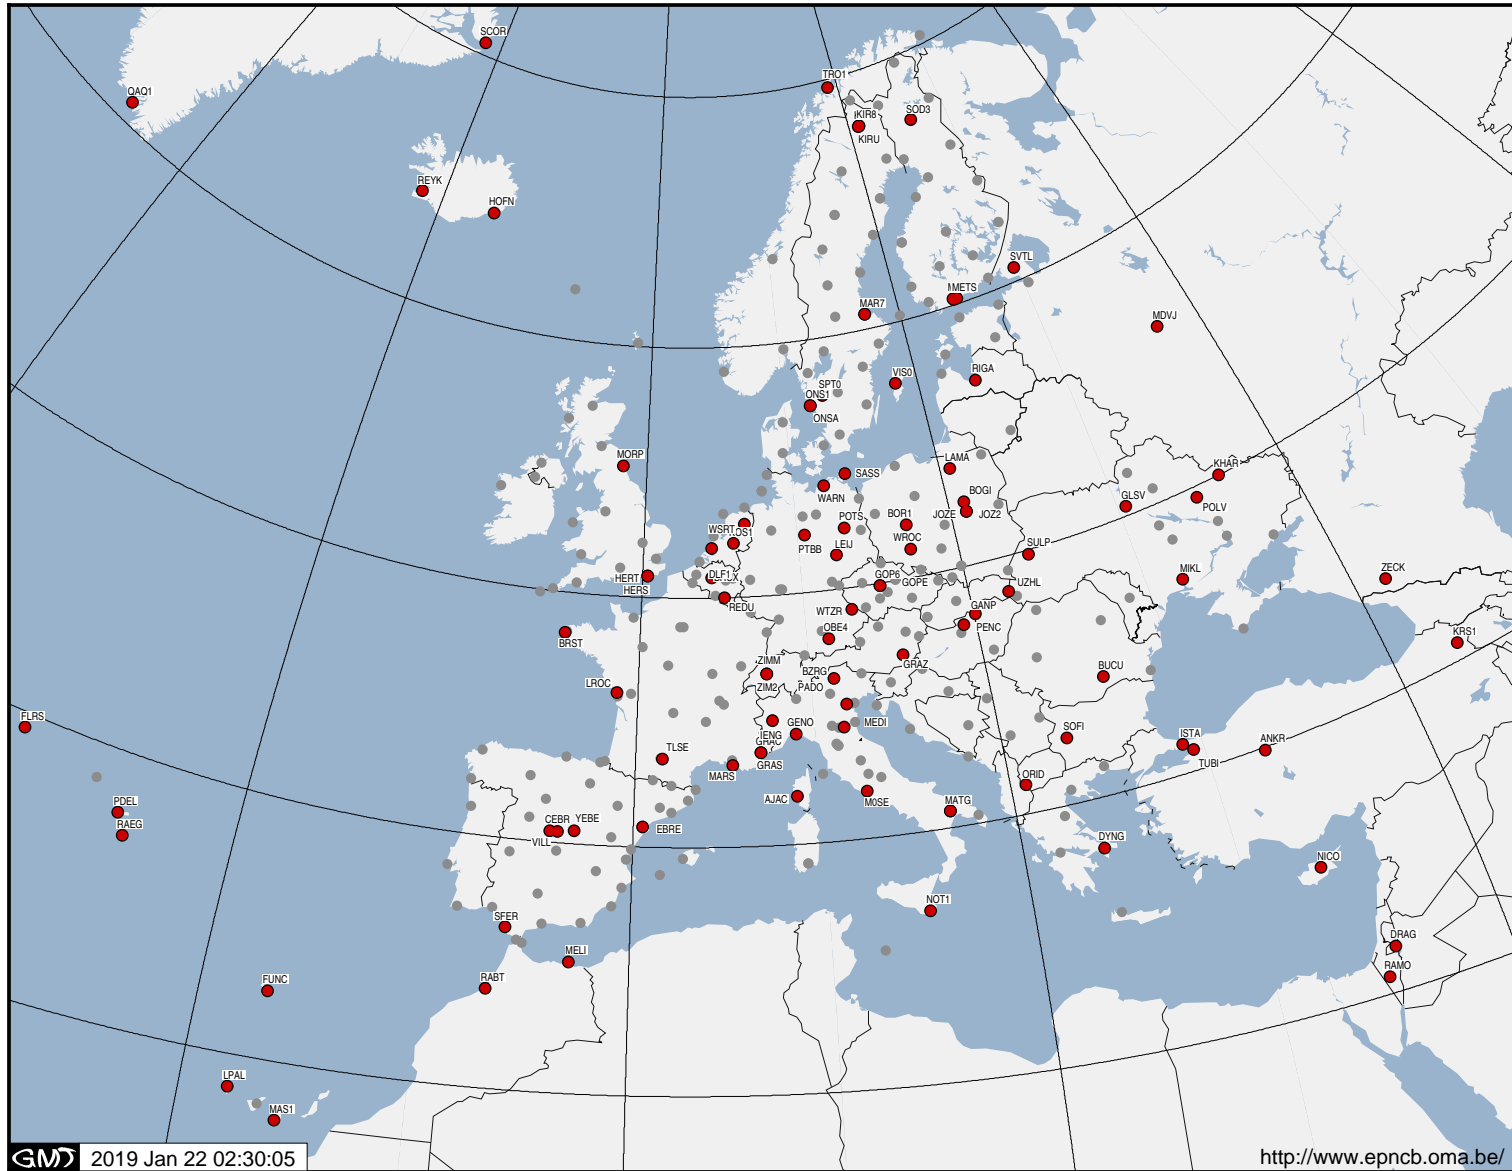 SCOR
QAQ1
TRO1
KIR8
SOD3
KIRU
REYK
HOFN
SVTL
METS
MAR7
MDVJ
RIGA
VIS0
SPT0
ONS1
ONSA
MORP
LAMA
SASS
WARN
KHAR
GLSV
POLV
BOGI
JOZE
JOZ2
BOR1
POTS
WSRT
PTBB
LEIJ
WROC
SULP
DLF1
HERT
HERS
REDU
GOP6
GOPE
UZHL
MIKL
ZECK
WTZR
GANP
PENC
OBE4
BRST
KRS1
GRAZ
ZIMM
ZIM2
BZRG
PADO
BUCU
LROC
FLRS
GENO
IENG
MEDI
SOFI
ISTA
TUBI
ANKR
TLSE
GRAS
MARS
AJAC
M0SE
ORID
MATG
PDEL
RAEG
CEBR
YEBE
VILL
EBRE
DYNG
NICO
NOT1
SFER
MELI
RABT
FUNC
DRAG
RAMO
LPAL
MAS1
GMT
2019 Jan 22 02:30:05
http://www.epncb.oma.be/